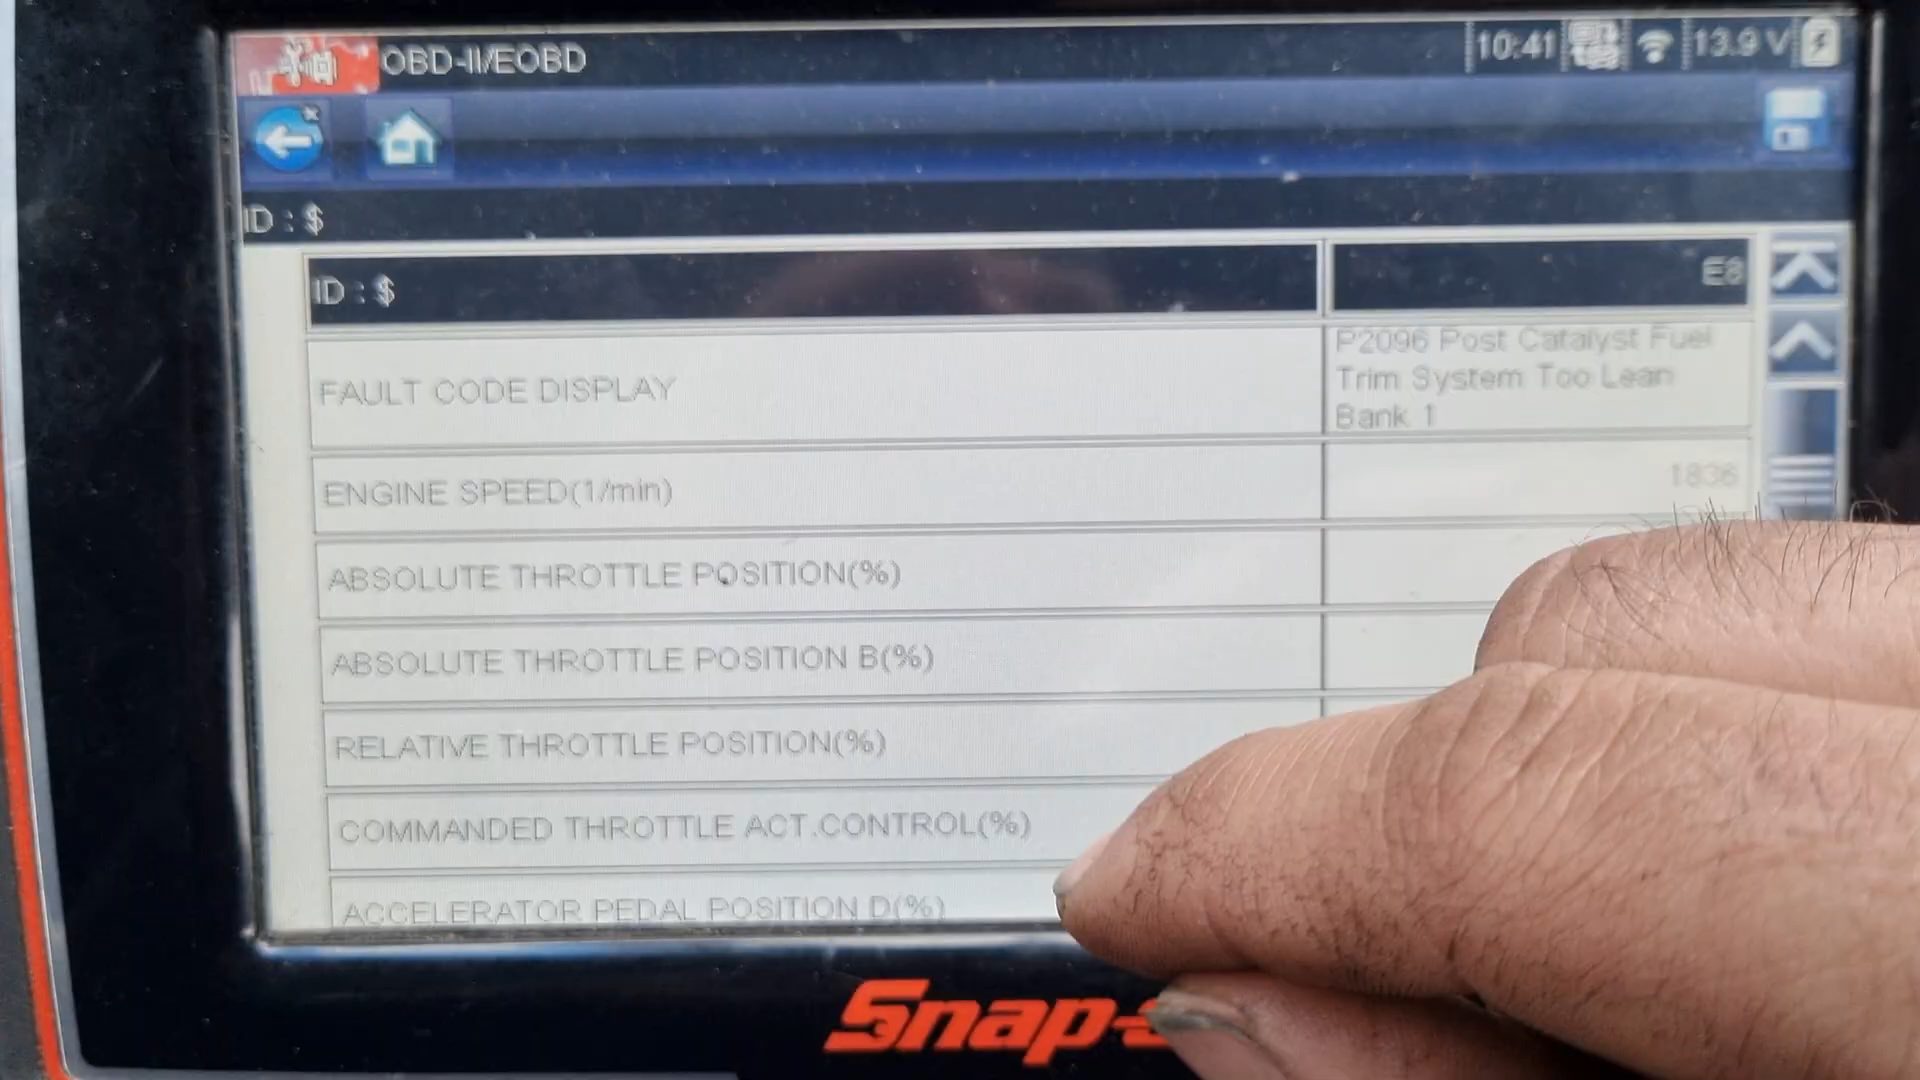 OBD-II/EOBD
10:41
13.9 V
ID : $
ID : $
E8
FAULT CODE DISPLAY
P2096 Post Catalyst Fuel
Trim System Too Lean
Bank 1
ENGINE SPEED(1/min)
1836
ABSOLUTE THROTTLE POSITION(%)
ABSOLUTE THROTTLE POSITION B(%)
RELATIVE THROTTLE POSITION(%)
COMMANDED THROTTLE ACT.CONTROL(%)
ACCELERATOR PEDAL POSITION D(%)
Snap-